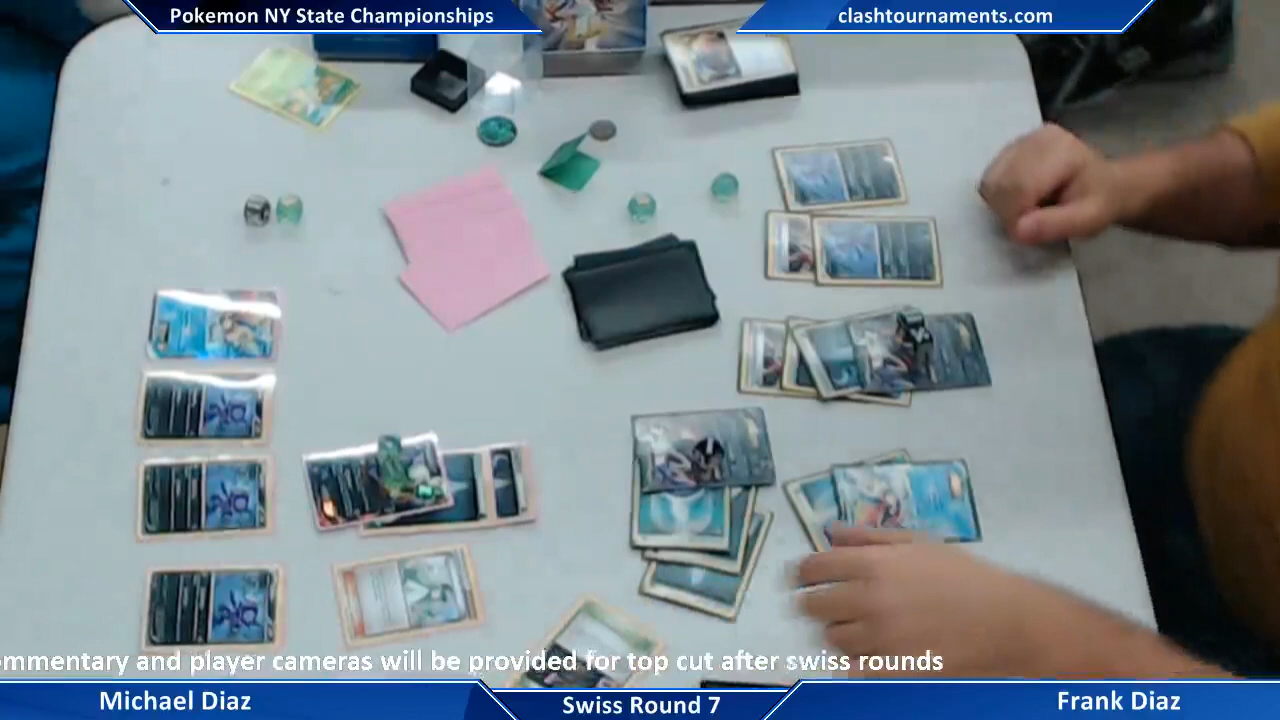 Pokemon NY State Championships
clashtournaments.com
mmentary and player cameras will be provided for top cut after swiss rounds
Michael Diaz
Swiss Round 7
Frank Diaz